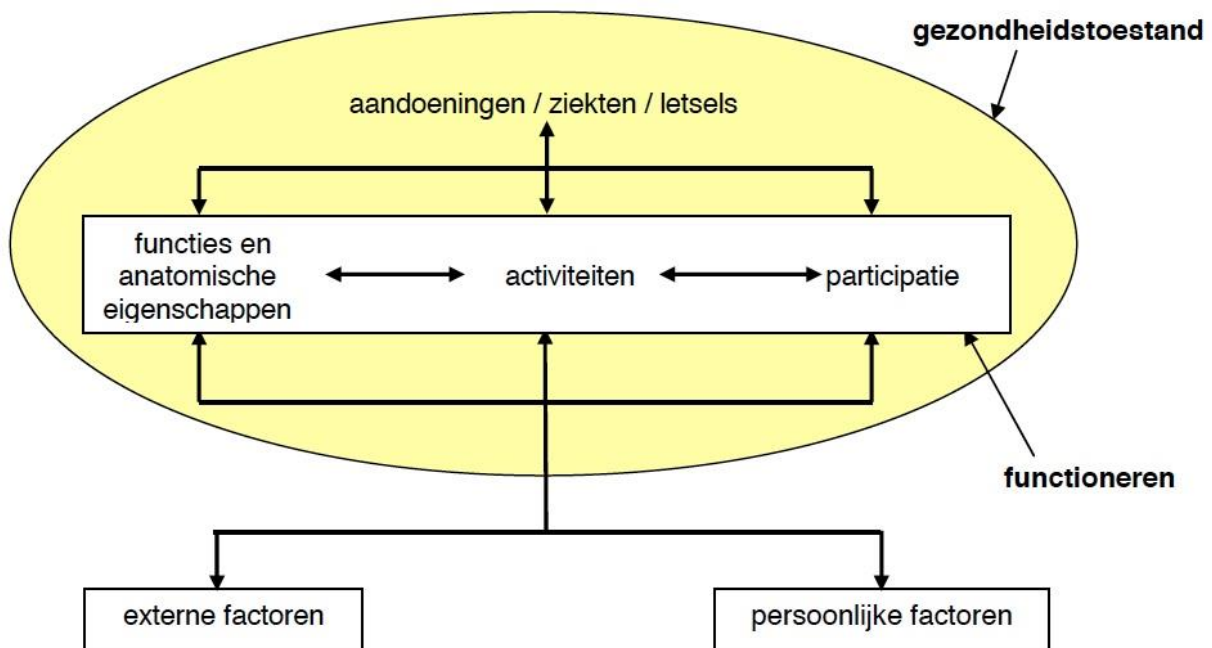 gezondheidstoestand
aandoeningen / ziekten / letsels
functies en
anatomische
eigenschappen
activiteiten
participatie
functioneren
externe factoren
persoonlijke factoren